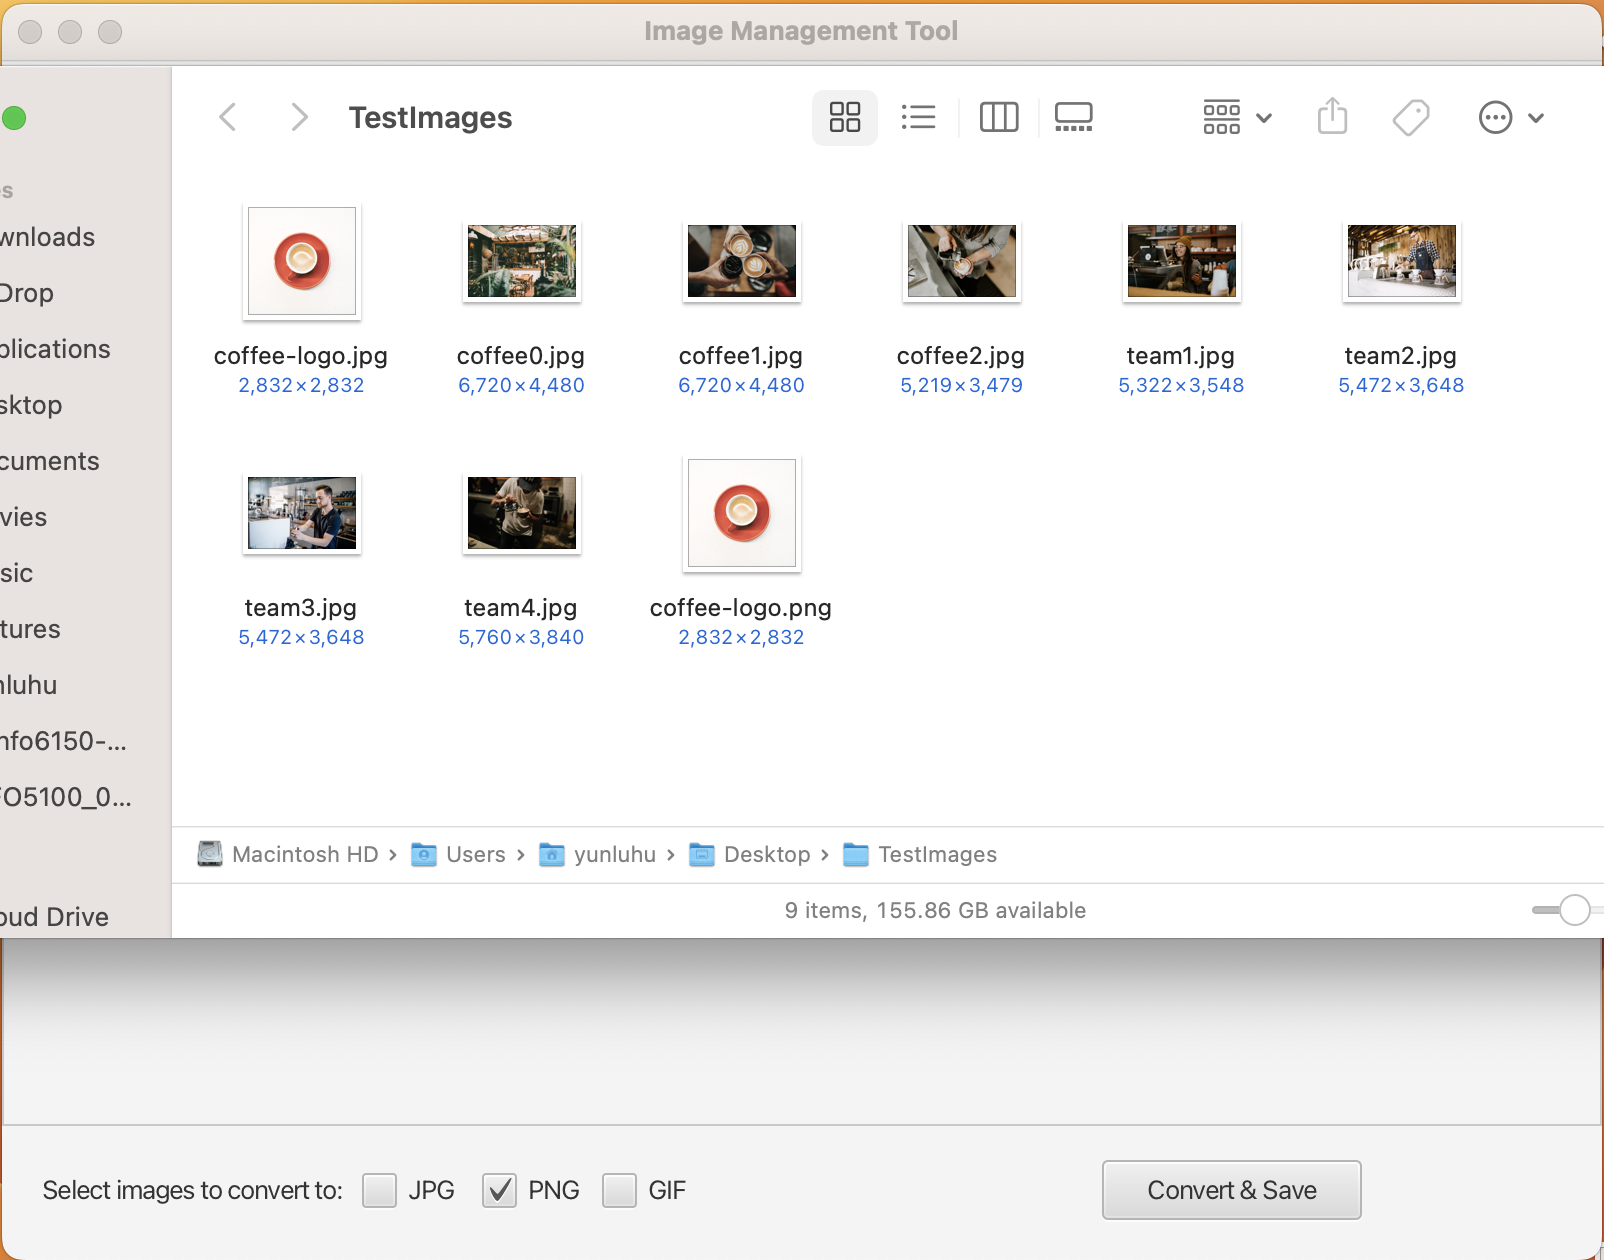 Image Management Tool
TestImages
s
wnloads
Drop
plications
sktop
cuments
vies
sic
tures
nluhu
nfo6150-...
FO5100_0...
oud Drive
coffee-logo.jpg
2,832×2,832
coffee0.jpg
6,720×4,480
coffee1.jpg
6,720×4,480
coffee2.jpg
5,219×3,479
team1.jpg
5,322×3,548
team2.jpg
5,472×3,648
team3.jpg
5,472×3,648
team4.jpg
5,760×3,840
coffee-logo.png
2,832×2,832
Macintosh HD › Users › yunluhu › Desktop › TestImages
9 items, 155.86 GB available
Select images to convert to: JPG PNG GIF
Convert & Save